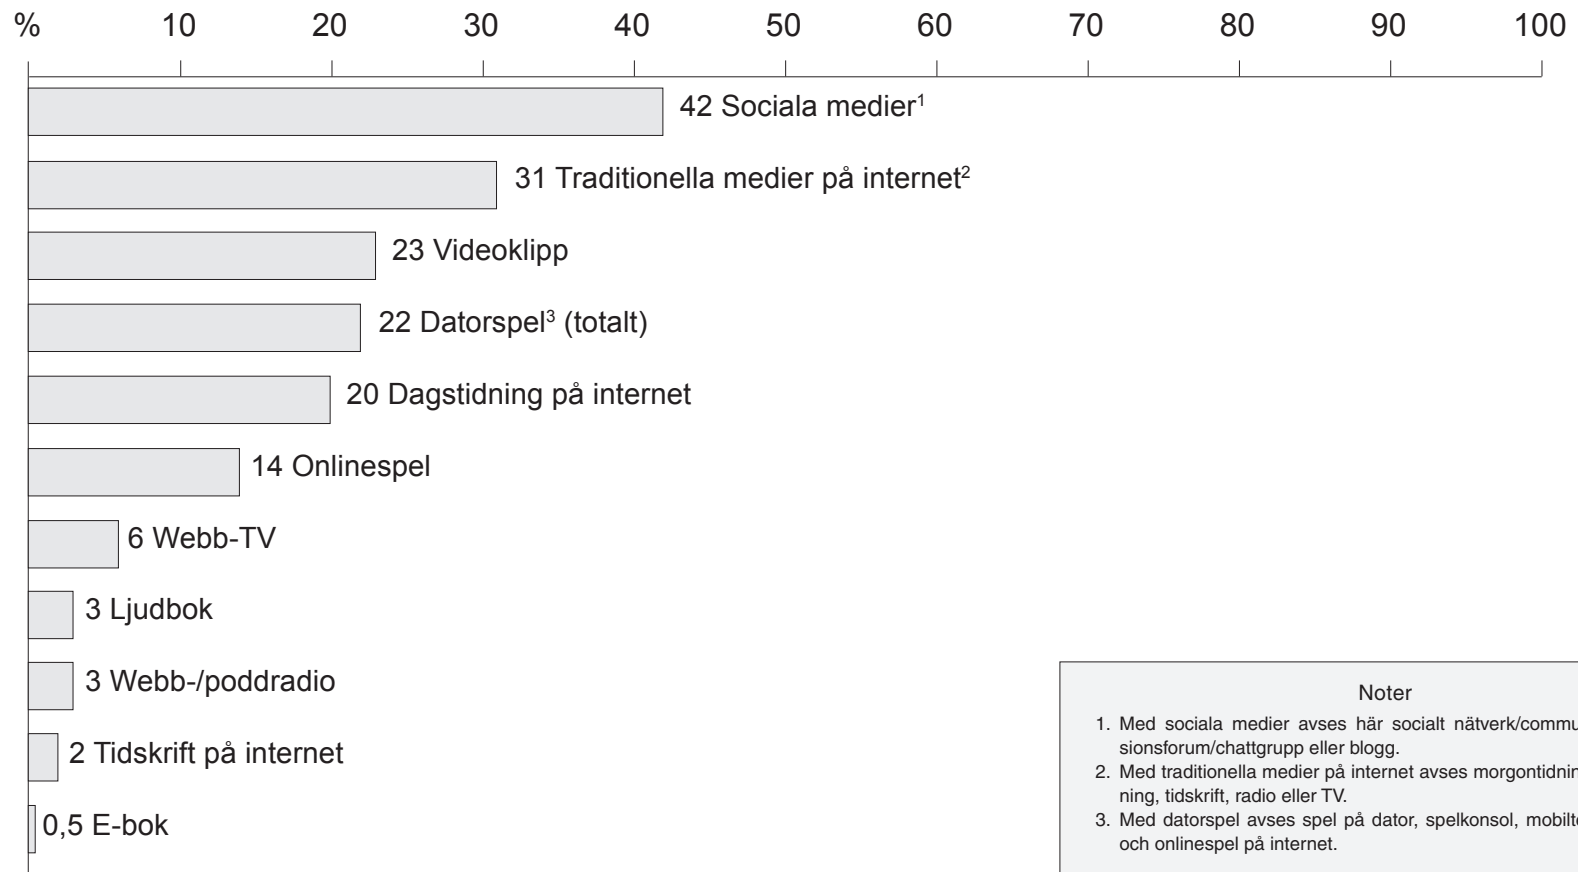 % 10 20 30 40 50 60 70 80 90 100
42 Sociala medier¹
31 Traditionella medier på internet²
23 Videoklipp
22 Datorspel³ (totalt)
20 Dagstidning på internet
14 Onlinespel
6 Webb-TV
3 Ljudbok
3 Webb-/poddradio
2 Tidskrift på internet
0,5 E-bok
Noter
1. Med sociala medier avses här socialt nätverk/
sionsforum/chattgrupp eller blogg.
2. Med traditionella medier på internet avses
ning, tidskrift, radio eller TV.
3. Med datorspel avses spel på dator, spelkonsol,
och onlinespel på internet.